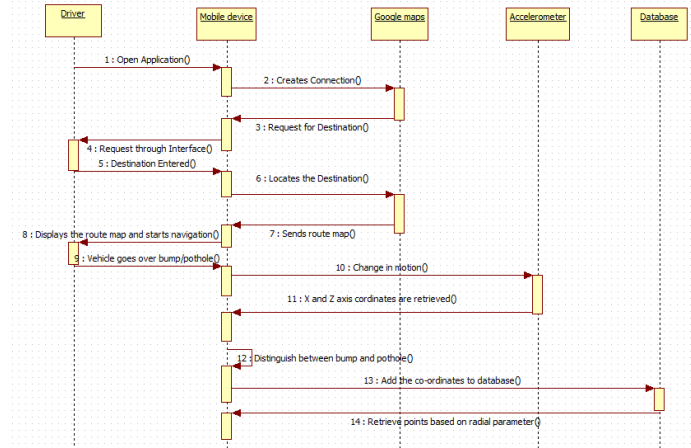 Driver
Mobile device
Google maps
Accelerometer
Database
1 : Open Application()
2 : Creates Connection()
3 : Request for Destination()
4 : Request through Interface()
5 : Destination Entered()
6 : Locates the Destination()
7 : Sends route map()
8 : Displays the route map and starts navigation()
9 : Vehicle goes over bump/pothole()
10 : Change in motion()
11 : X and Z axis cordinates are retrieved()
12 : Distinguish between bump and pothole()
13 : Add the co-ordinates to database()
14 : Retrieve points based on radial parameter()